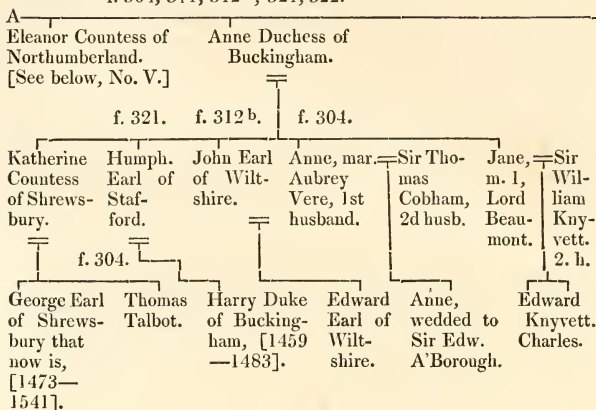 f. 304, 321, 322.
A
Eleanor Countess of
Northumberland.
[See below, No. V.]
Anne Duchess of
Buckingham.
f. 321.
f. 312 b.
f. 304.
Katherine
Countess
of Shrews-
bury.
Humph.
Earl of
Staf-
ford.
John Earl
of Wilt-
shire.
Anne, mar.
Aubrey
Vere, 1st
husband.
Sir Tho-
mas
Cobham,
2d husb.
Jane,
m. 1,
Lord
Beau-
mont.
Sir
Wil-
liam
Kny-
vett.
2. h.
f. 304.
George Earl
of Shrews-
bury that
now is,
[1473—
1541].
Thomas
Talbot.
Harry Duke
of Bucking-
ham, [1459
—1483].
Edward
Earl of
Wilt-
shire.
Anne,
wedded to
Sir Edw.
A'Borough.
Edward
Knyvett.
Charles.